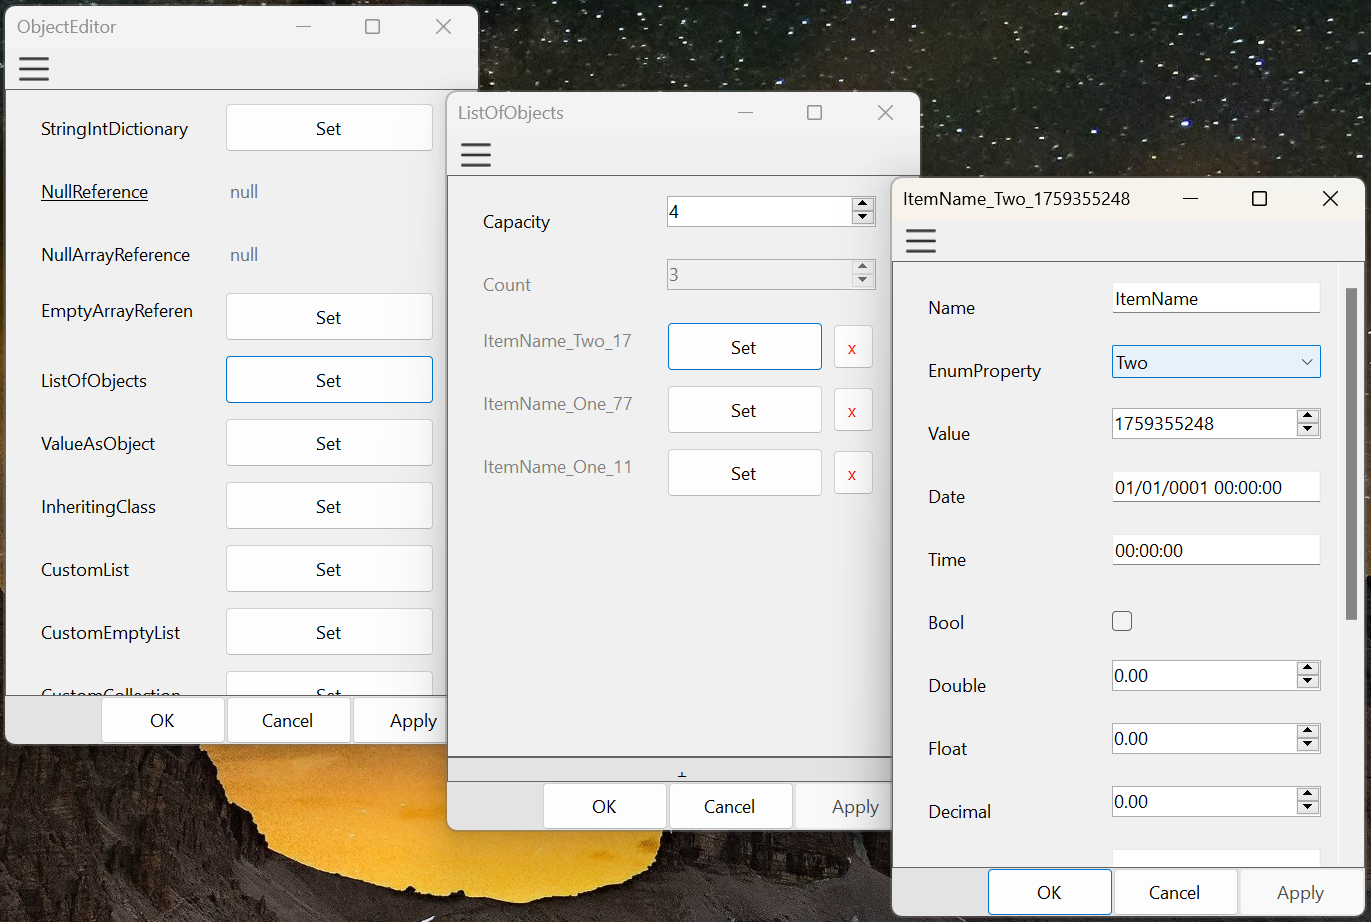 ObjectEditor
StringIntDictionary Set
NullReference null
NullArrayReference null
EmptyArrayReferen Set
ListOfObjects Set
ValueAsObject Set
InheritingClass Set
CustomList Set
CustomEmptyList Set
CustomCollection Set
OK Cancel Apply
ListOfObjects
Capacity 4
Count 3
ItemName_Two_17 Set x
ItemName_One_77 Set x
ItemName_One_11 Set x
+
OK Cancel Apply
ItemName_Two_1759355248
Name ItemName
EnumProperty Two
Value 1759355248
Date 01/01/0001 00:00:00
Time 00:00:00
Bool
Double 0.00
Float 0.00
Decimal 0.00
OK Cancel Apply